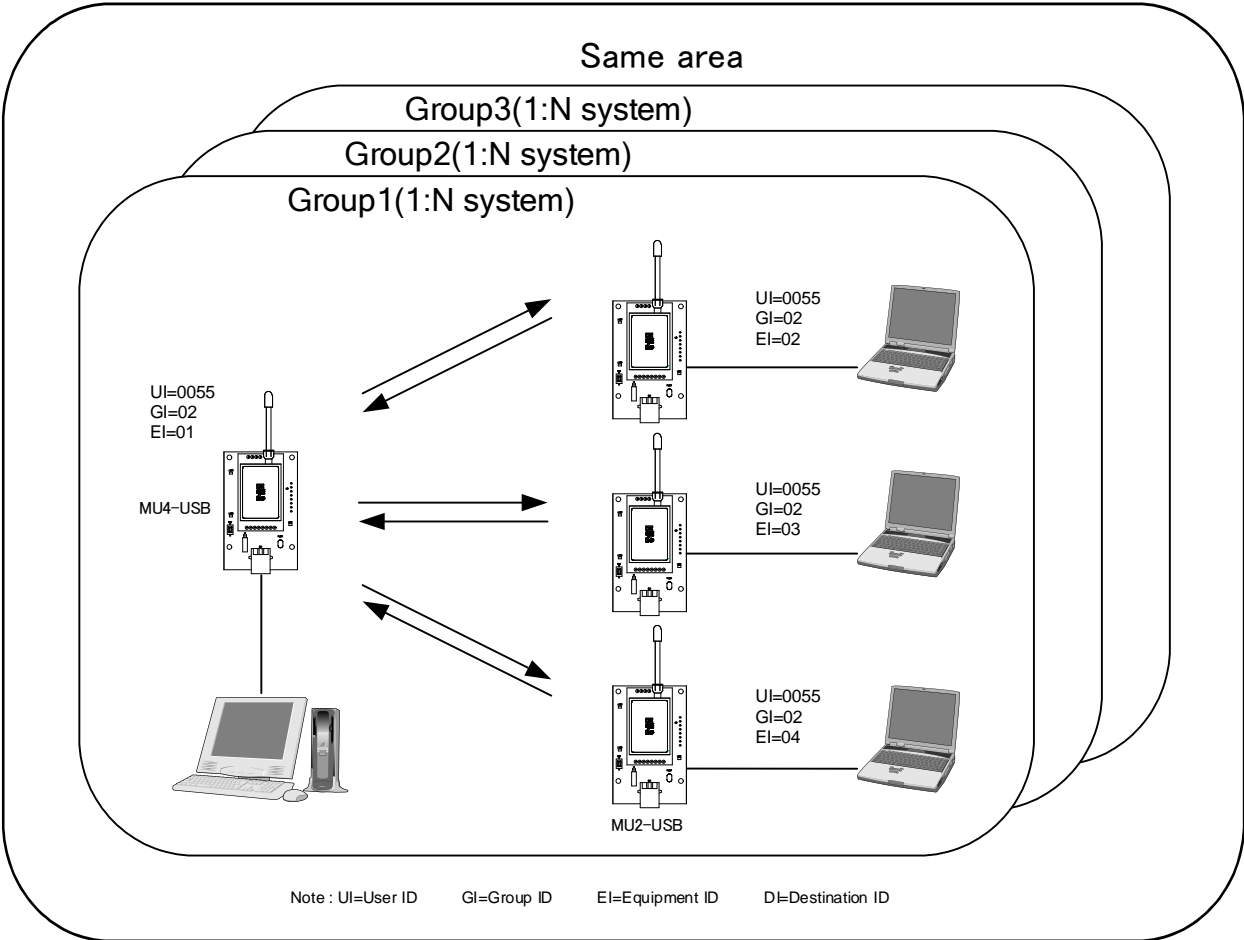 Same area
Group3(1:N system)
Group2(1:N system)
Group1(1:N system)
UI=0055
GI=02
EI=02
UI=0055
GI=02
EI=01
MU4-USB
UI=0055
GI=02
EI=03
UI=0055
GI=02
EI=04
MU2-USB
Note : UI=User ID GI=Group ID EI=Equipment ID DI=Destination ID